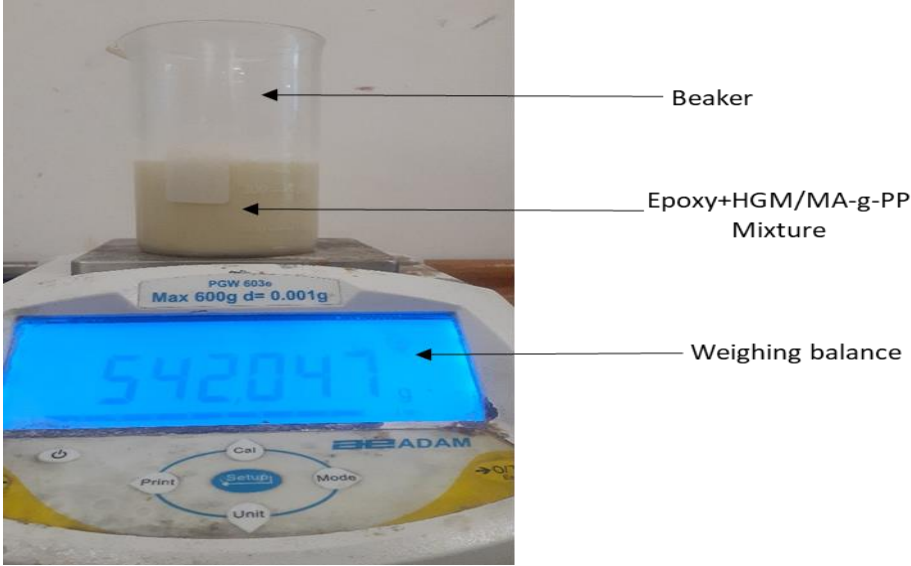 Beaker
Epoxy+HGM/MA-g-PP
Mixture
PGW 603e
Max 600g d= 0.001g
Weighing balance
542.047
g
ae ADAM
Cal
Print
Setup
Mode
Unit